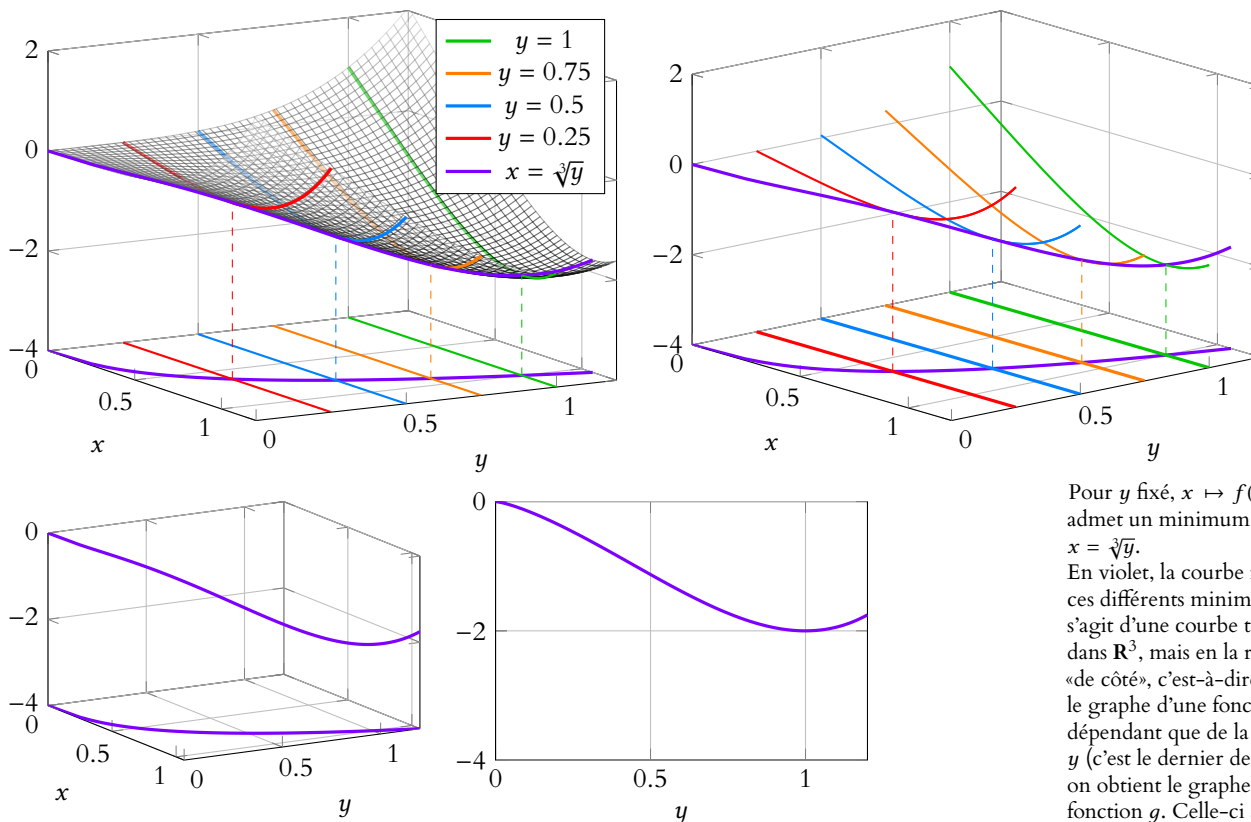 2
0
−2
−4
0
0.5
1
x
0
0.5
1
y
y = 1
y = 0.75
y = 0.5
y = 0.25
x = ∛y
2
0
−2
−4
0
0.5
1
x
0
0.5
1
y
0
−2
−4
0
0.5
1
x
0
0.5
1
y
0
−2
−4
0
0.5
1
y
Pour y fixé, x ↦ f(
admet un minimum
x = ∛y.
En violet, la courbe
ces différents minim
s'agit d'une courbe t
dans R³, mais en la r
«de côté», c'est-à-dir
le graphe d'une fonc
dépendant que de la
y (c'est le dernier de
on obtient le graphe
fonction g. Celle-ci